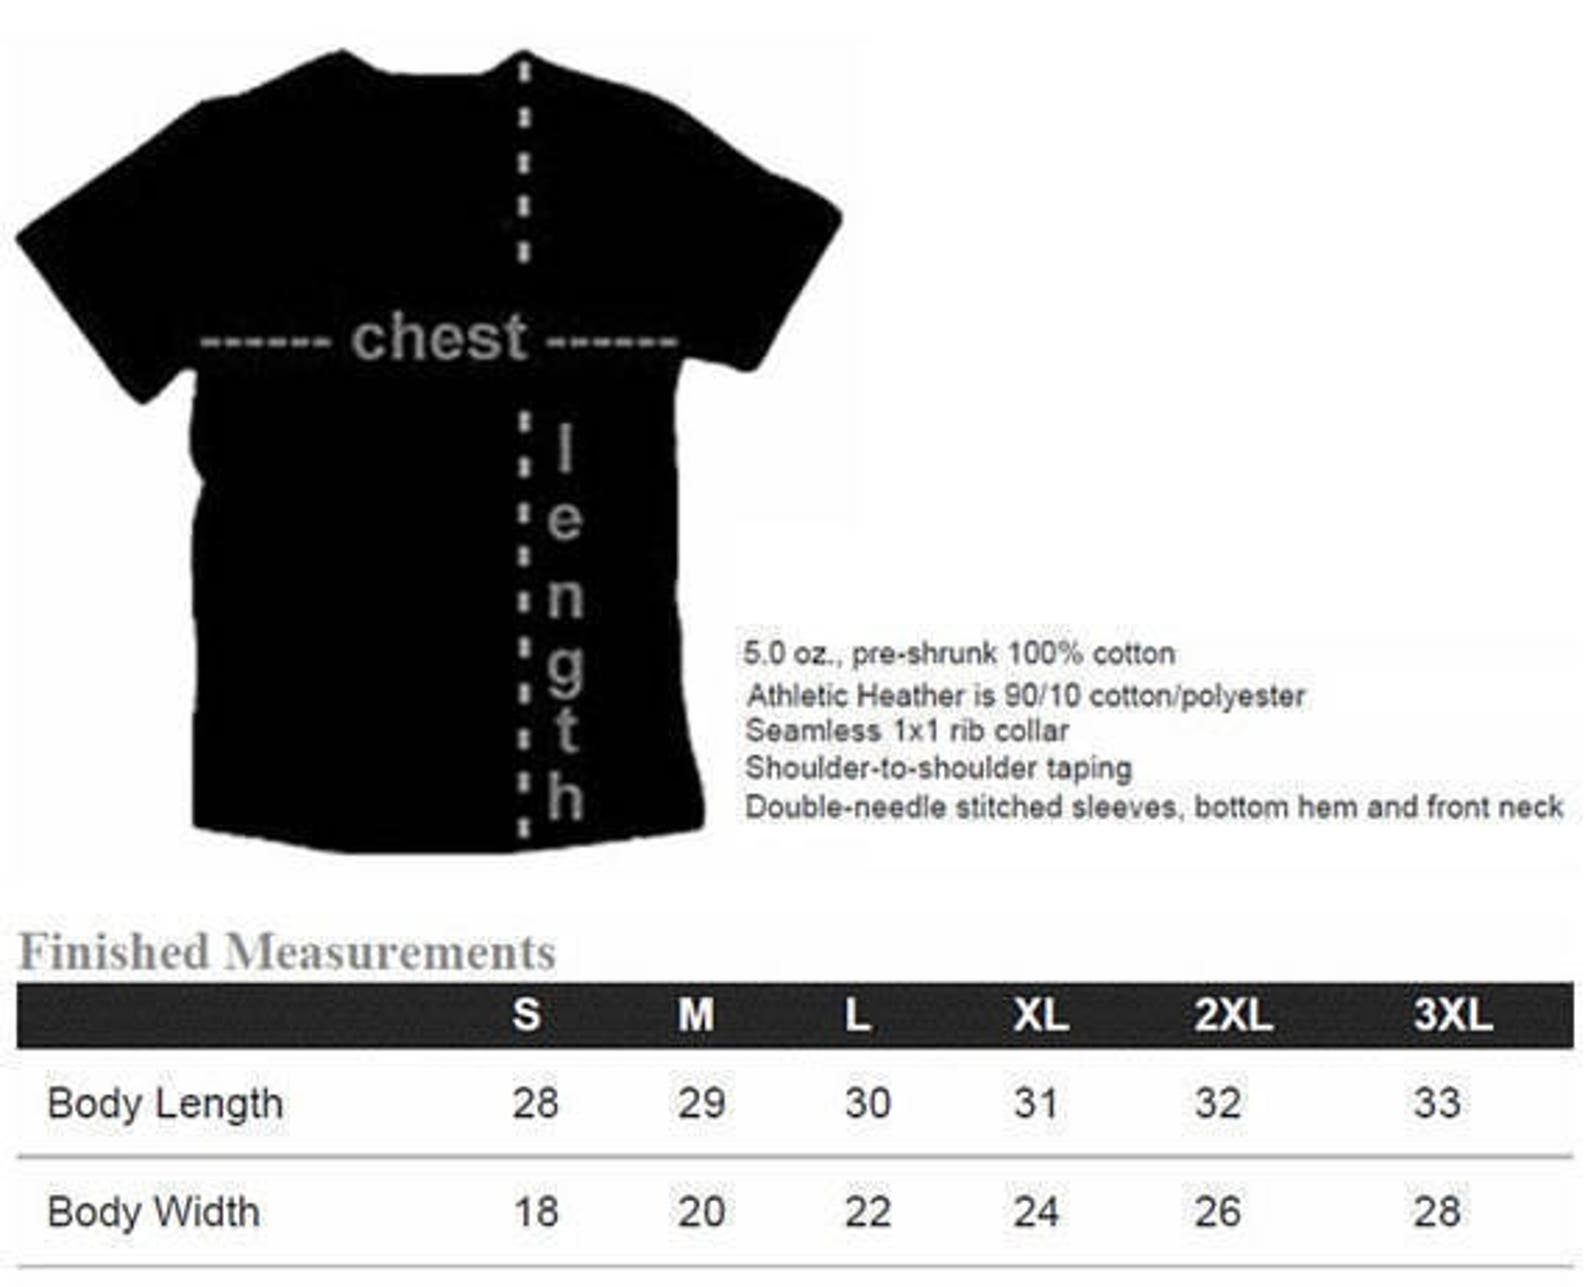 ------ chest ------
length
5.0 oz., pre-shrunk 100% cotton
Athletic Heather is 90/10 cotton/polyester
Seamless 1x1 rib collar
Shoulder-to-shoulder taping
Double-needle stitched sleeves, bottom hem and front neck
Finished Measurements
S M L XL 2XL 3XL
Body Length 28 29 30 31 32 33
Body Width 18 20 22 24 26 28